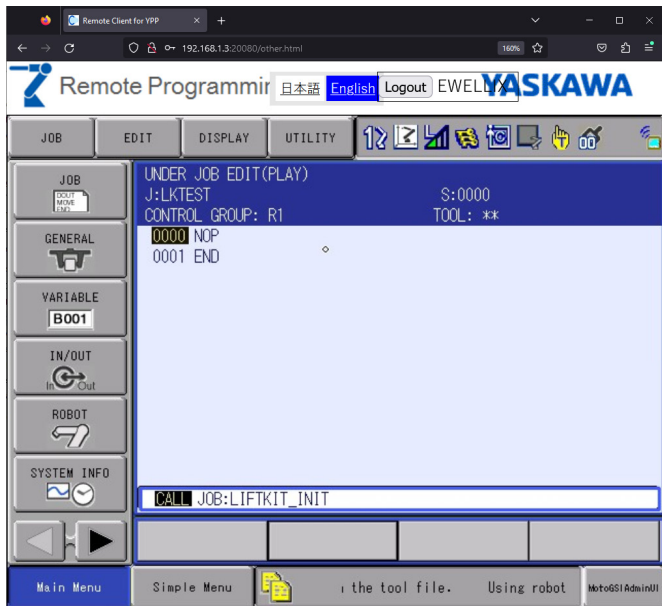 Remote Client for YPP
192.168.1.3:20080/other.html
160%
Remote Programmin
日本語 English Logout EWELLIX
YASKAWA
JOB EDIT DISPLAY UTILITY
UNDER JOB EDIT(PLAY)
J:LKTEST S:0000
CONTROL GROUP: R1 TOOL: **
0000 NOP
0001 END
JOB
DOUT
MOVE
END
GENERAL
VARIABLE
B001
IN/OUT
In Out
ROBOT
SYSTEM INFO
CALL JOB:LIFTKIT_INIT
Main Menu Simple Menu the tool file. Using robot MotoGSIAdminUI